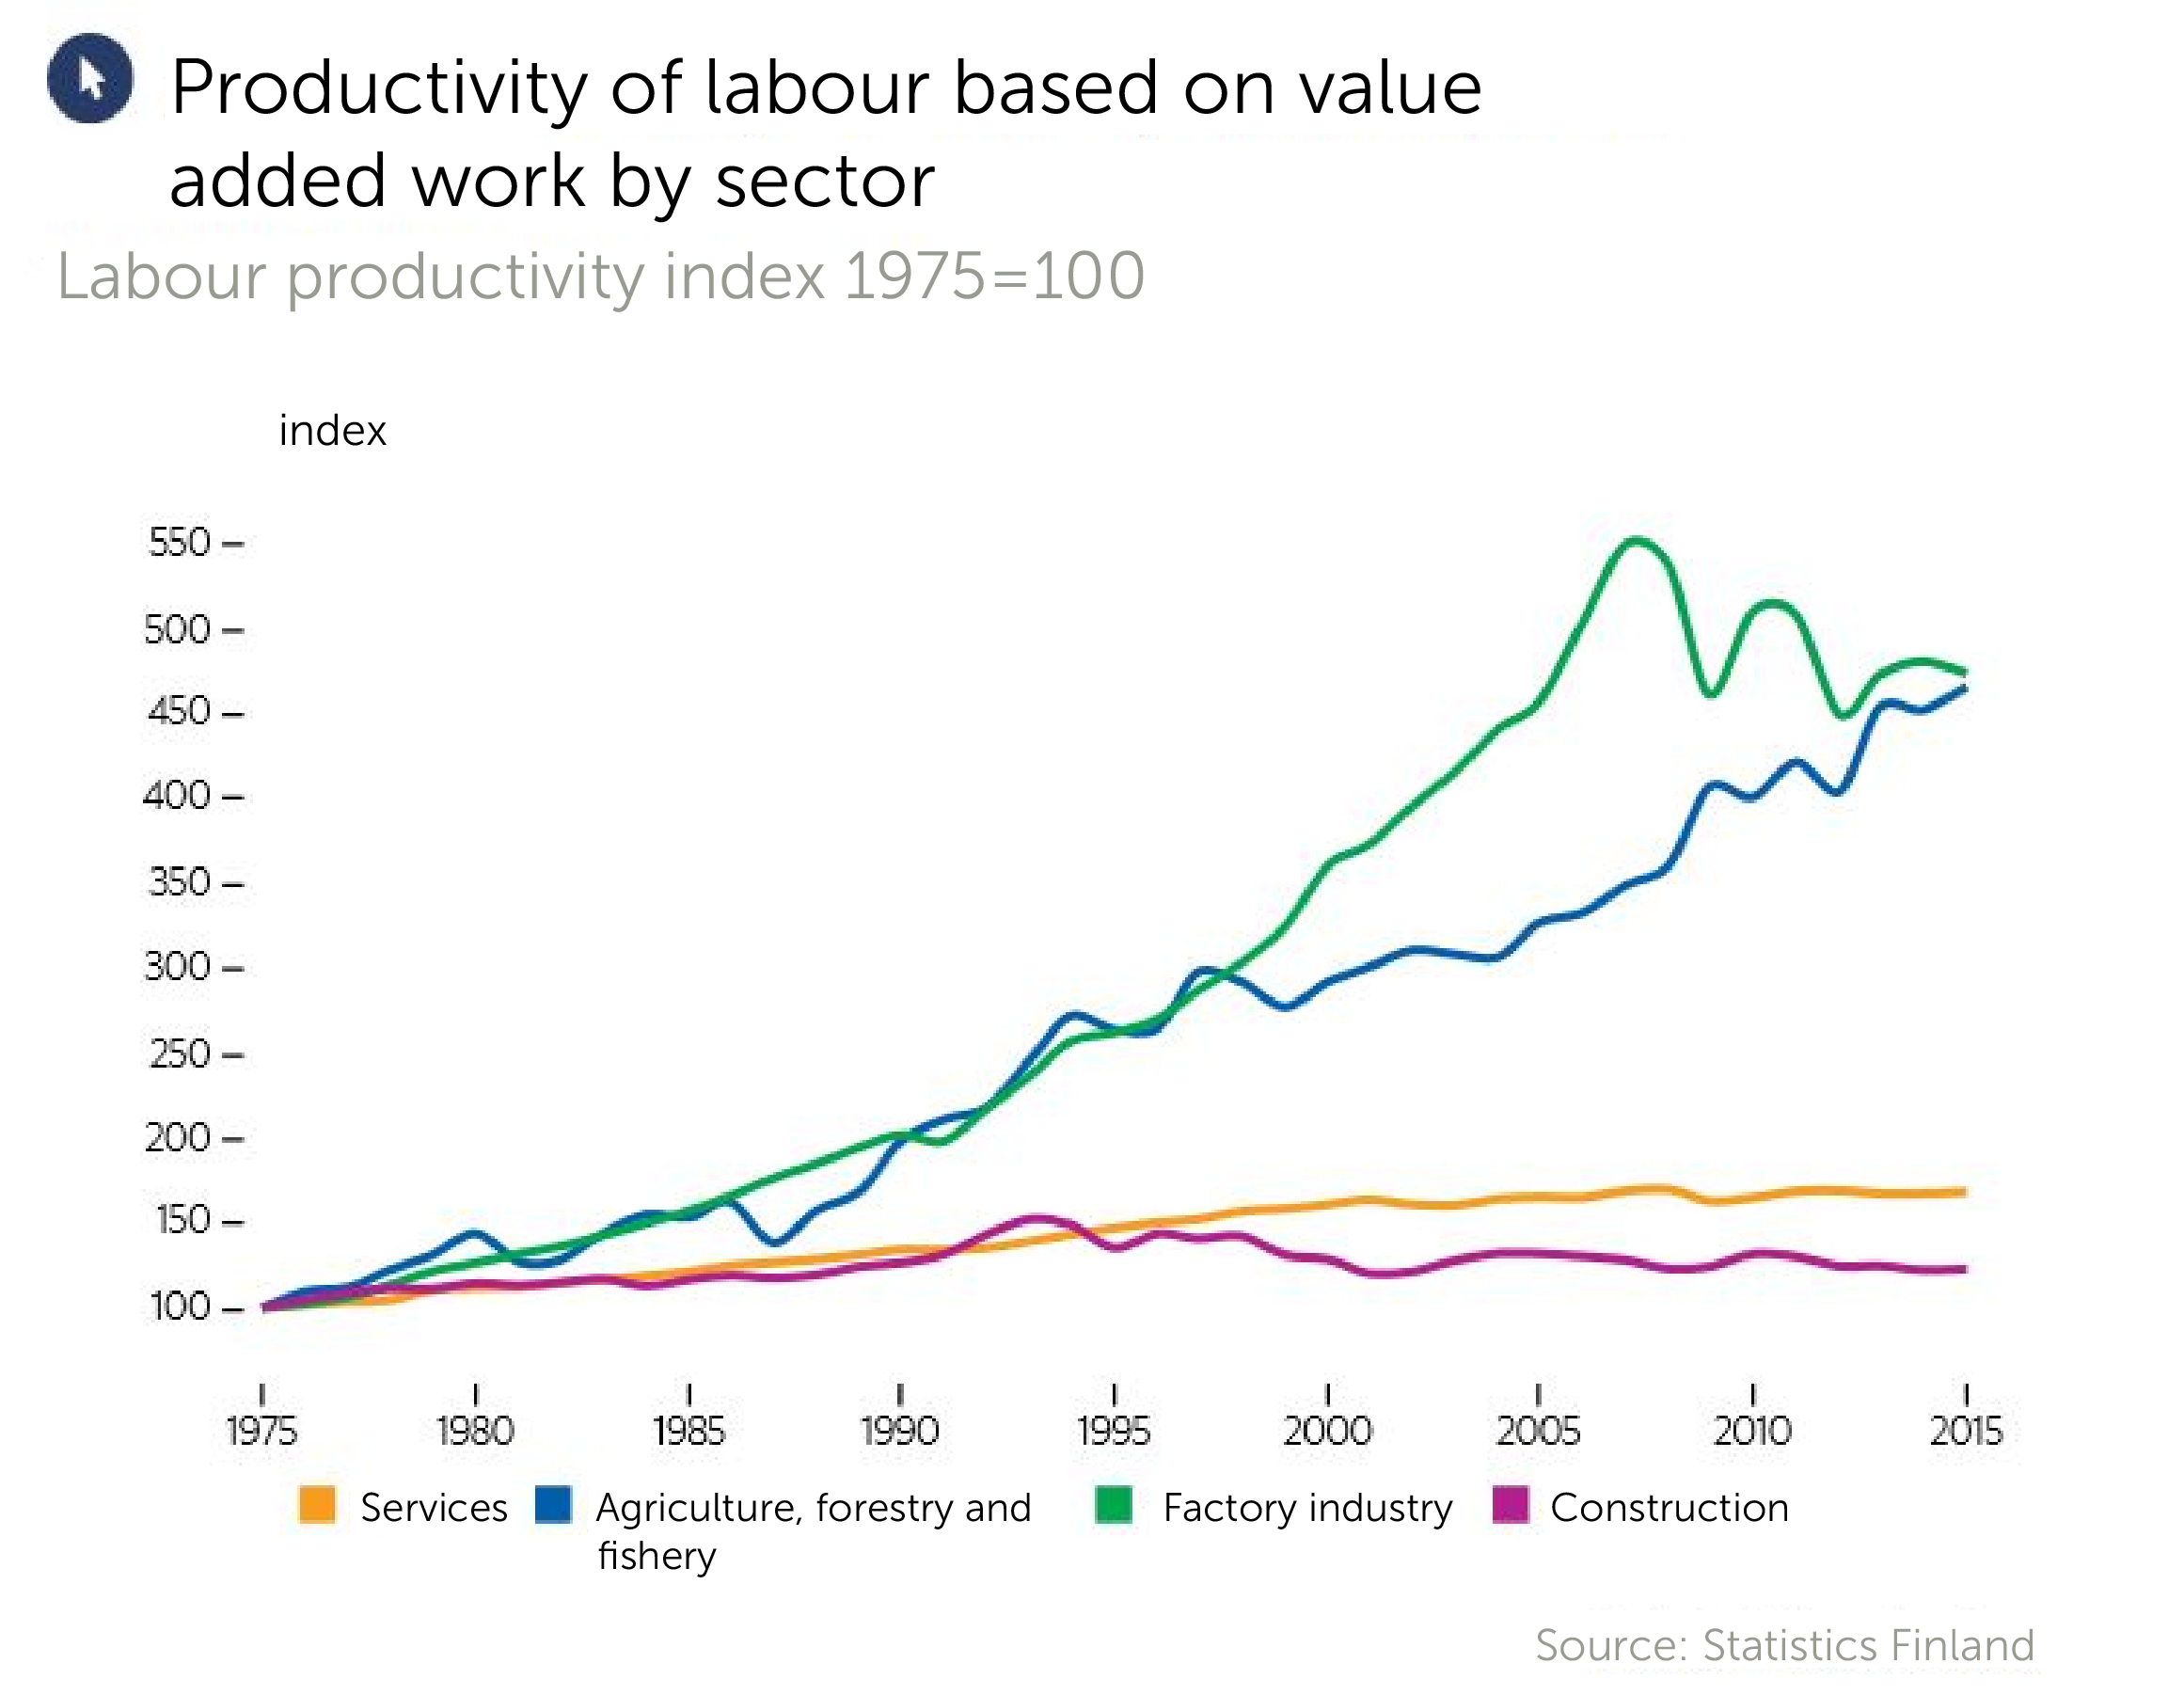 Productivity of labour based on value
added work by sector
Labour productivity index 1975=100
index
550
500
450
400
350
300
250
200
150
100
1975 1980 1985 1990 1995 2000 2005 2010 2015
Services Agriculture, forestry and Factory industry Construction
fishery
Source: Statistics Finland